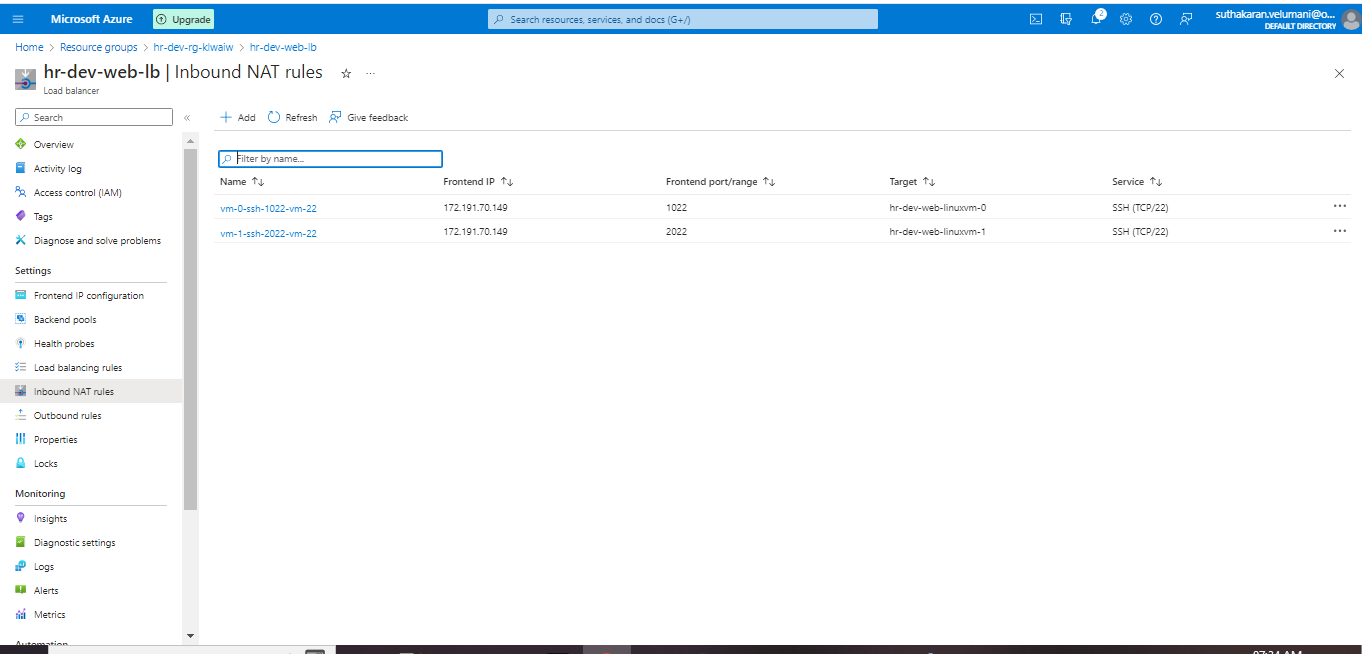 Microsoft Azure
Upgrade
Search resources, services, and docs (G+/)
2
suthakaran.velumani@o...
DEFAULT DIRECTORY
Home > Resource groups > hr-dev-rg-klwaiw > hr-dev-web-lb
hr-dev-web-lb | Inbound NAT rules
Load balancer
Search
Add Refresh Give feedback
Overview
Activity log
Access control (IAM)
Tags
Diagnose and solve problems
Settings
Frontend IP configuration
Backend pools
Health probes
Load balancing rules
Inbound NAT rules
Outbound rules
Properties
Locks
Monitoring
Insights
Diagnostic settings
Logs
Alerts
Metrics
Automation
Filter by name...
Name Frontend IP Frontend port/range Target Service
vm-0-ssh-1022-vm-22 172.191.70.149 1022 hr-dev-web-linuxvm-0 SSH (TCP/22)
vm-1-ssh-2022-vm-22 172.191.70.149 2022 hr-dev-web-linuxvm-1 SSH (TCP/22)
07:34 AM